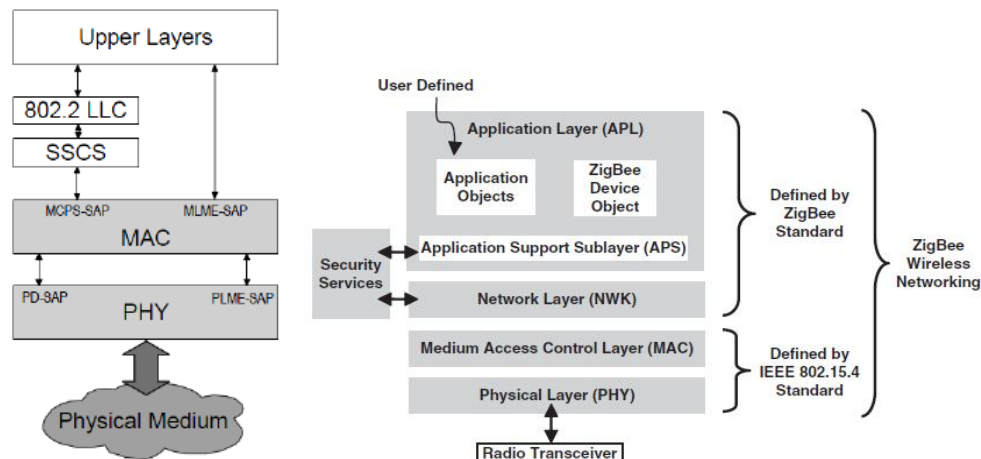 Upper Layers
802.2 LLC
SSCS
MCPS-SAP
MLME-SAP
MAC
PD-SAP
PLME-SAP
PHY
Physical Medium
User Defined
Application Layer (APL)
Application
Objects
ZigBee
Device
Object
Application Support Sublayer (APS)
Security
Services
Network Layer (NWK)
Medium Access Control Layer (MAC)
Physical Layer (PHY)
Radio Transceiver
Defined by
ZigBee
Standard
Defined by
IEEE 802.15.4
Standard
ZigBee
Wireless
Networking